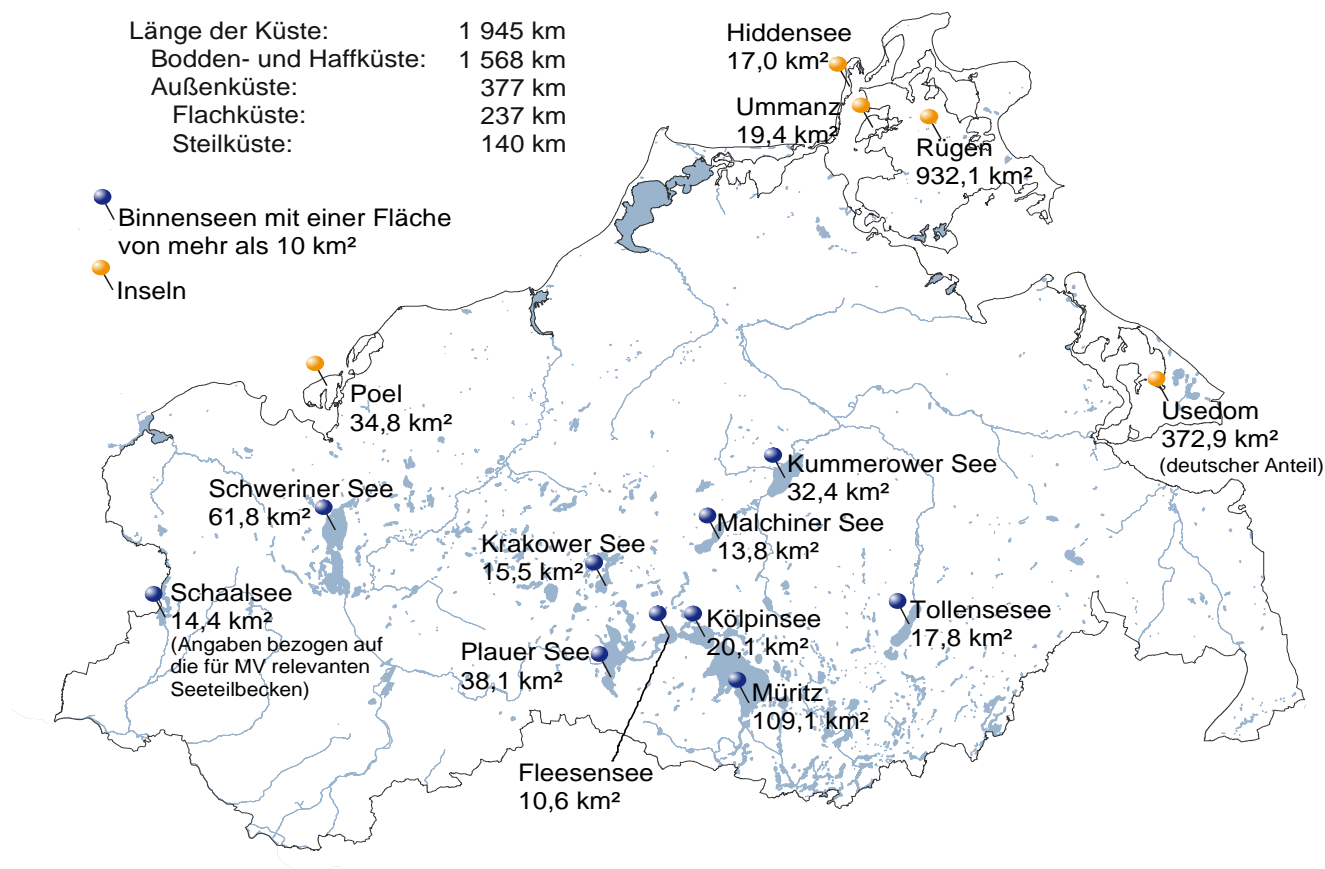 Länge der Küste: 1 945 km
Bodden- und Haffküste: 1 568 km
Außenküste: 377 km
Flachküste: 237 km
Steilküste: 140 km
Binnenseen mit einer Fläche
von mehr als 10 km²
Inseln
Hiddensee
17,0 km²
Ummanz
19,4 km²
Rügen
932,1 km²
Poel
34,8 km²
Usedom
372,9 km²
(deutscher Anteil)
Kummerower See
32,4 km²
Schweriner See
61,8 km²
Malchiner See
13,8 km²
Krakower See
15,5 km²
Schaalsee
14,4 km²
(Angaben bezogen auf
die für MV relevanten
Seeteilbecken)
Kölpinsee
20,1 km²
Tollensesee
17,8 km²
Plauer See
38,1 km²
Müritz
109,1 km²
Fleesensee
10,6 km²